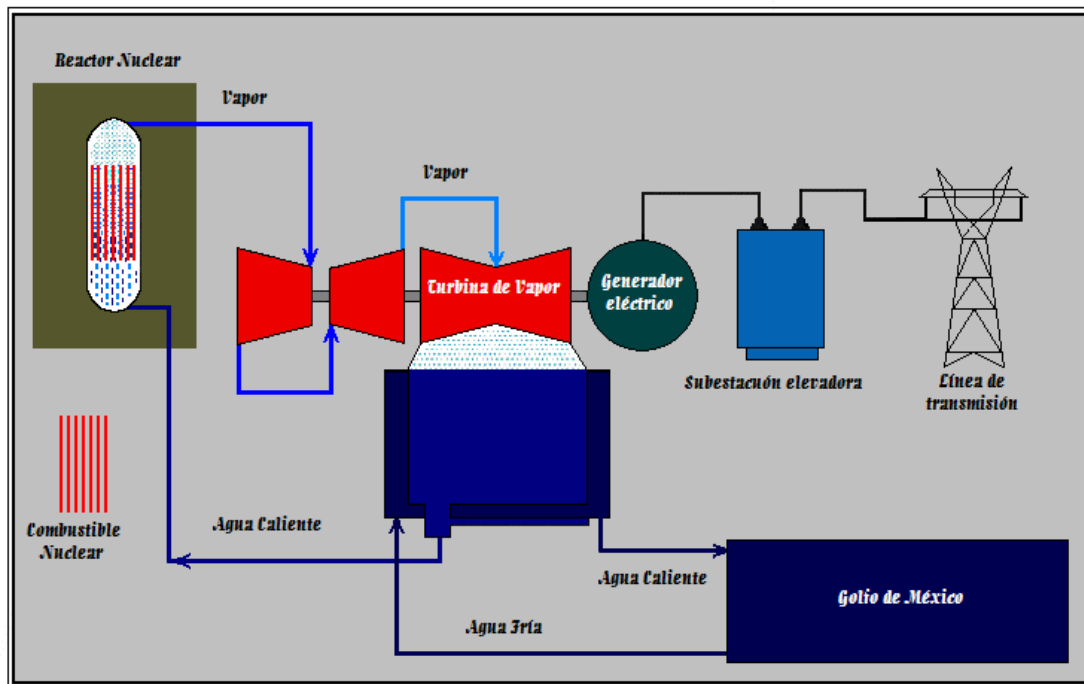 Reactor Nuclear
Vapor
Vapor
Turbina de Vapor
Generador
eléctrico
Subestacuón elevadora
Línea de
transmisión
Combustible
Nuclear
Agua Caliente
Agua Caliente
Agua Fría
Golfo de México